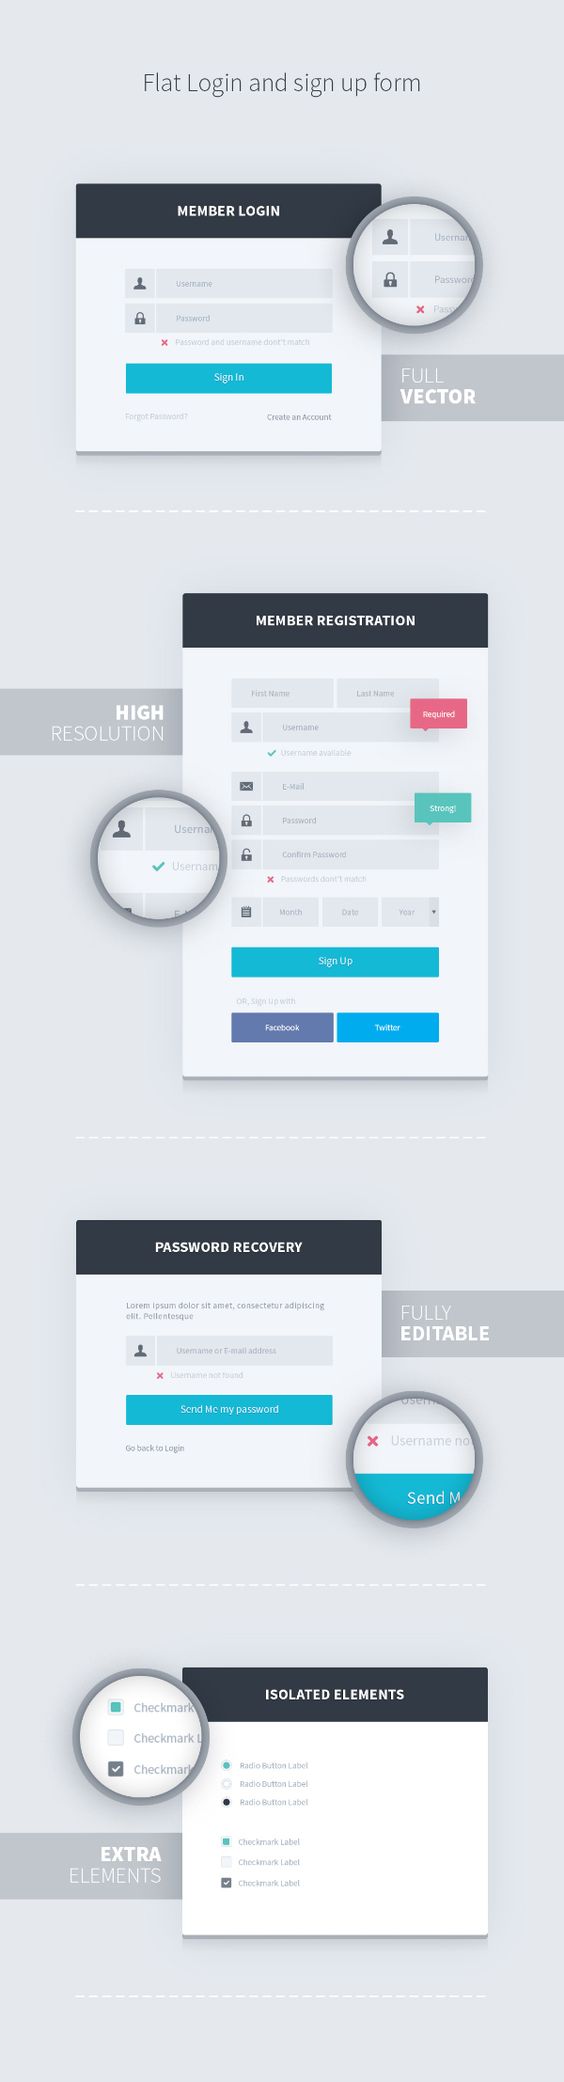 Flat Login and sign up form
MEMBER LOGIN
Username
Password
Password and username dont't match
Sign In
Forgot Password?
Create an Account
Usernam
Passwor
Pass
FULL
VECTOR
MEMBER REGISTRATION
First Name
Last Name
Required
Username
Username available
E-Mail
Strong!
Password
Confirm Password
Passwords dont't match
Month
Date
Year
Sign Up
OR, Sign Up with
Facebook
Twitter
HIGH
RESOLUTION
Usernar
Usernam
PASSWORD RECOVERY
Lorem ipsum dolor sit amet, consectetur adipiscing
elit. Pellentesque
Username or E-mail address
Username not found
Send Me my password
Go back to Login
FULLY
EDITABLE
Username no
Send M
ISOLATED ELEMENTS
Radio Button Label
Radio Button Label
Radio Button Label
Checkmark Label
Checkmark Label
Checkmark Label
Checkmark
Checkmark L
Checkmark
EXTRA
ELEMENTS